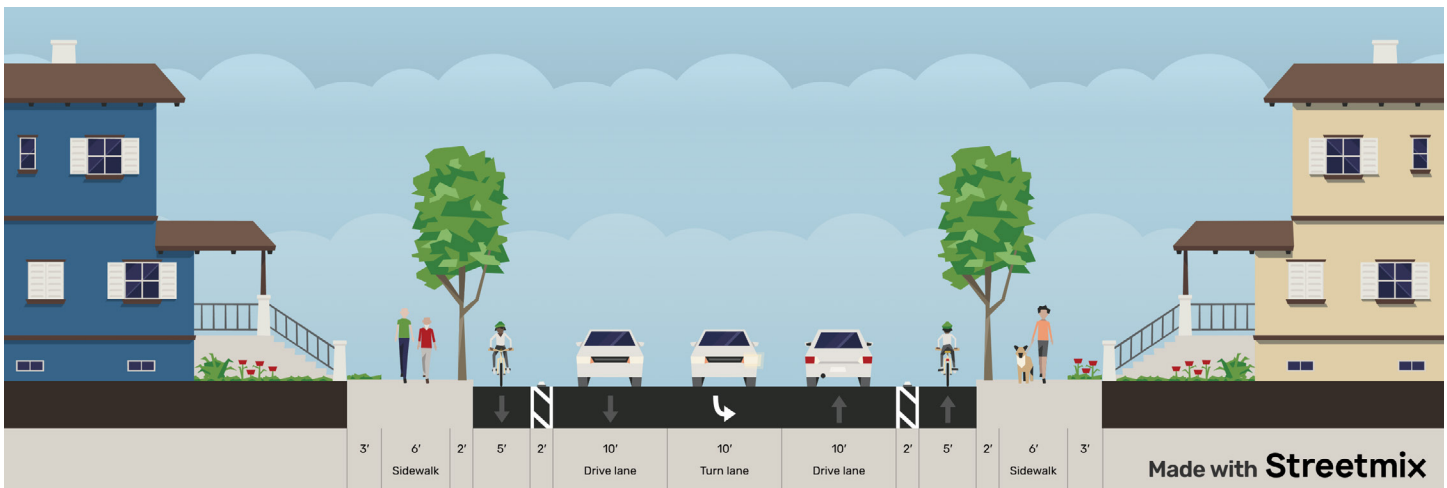 3′ 6′ 2′ 5′ 2′ 10′ 10′ 10′ 2′ 5′ 2′ 6′ 3′
Sidewalk Drive lane Turn lane Drive lane Sidewalk
Made with Streetmix